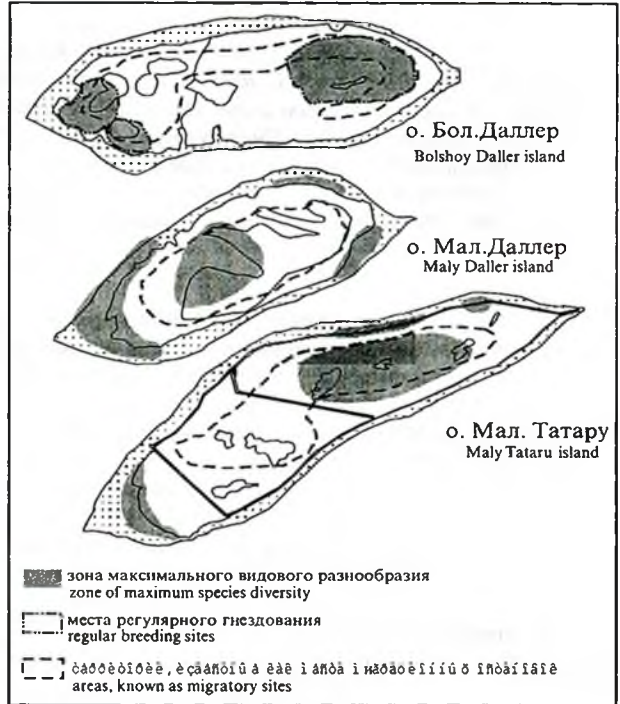 о. Бол.Даллер
Bolshoy Daller island
о. Мал.Даллер
Maly Daller island
о. Мал. Татару
Maly Tataru island
зона максимального видового разнообразия
zone of maximum species diversity
места регулярного гнездования
regular breeding sites
areas, known as migratory sites